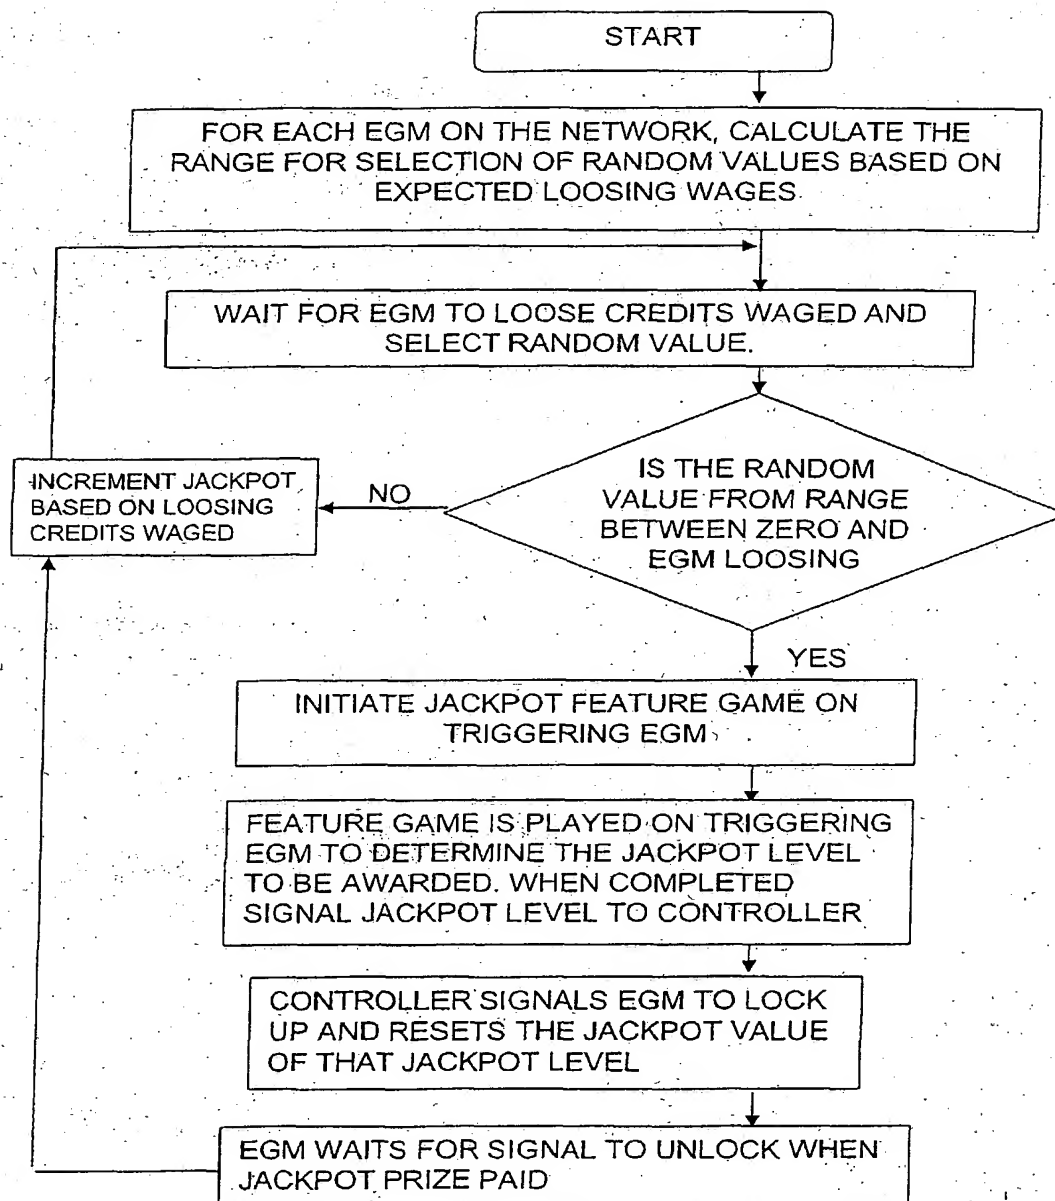 START
FOR EACH EGM ON THE NETWORK, CALCULATE THE
RANGE FOR SELECTION OF RANDOM VALUES BASED ON
EXPECTED LOOSING WAGES
WAIT FOR EGM TO LOOSE CREDITS WAGED AND
SELECT RANDOM VALUE.
IS THE RANDOM
VALUE FROM RANGE
BETWEEN ZERO AND
EGM LOOSING
NO
INCREMENT JACKPOT
BASED ON LOOSING
CREDITS WAGED
YES
INITIATE JACKPOT FEATURE GAME ON
TRIGGERING EGM
FEATURE GAME IS PLAYED ON TRIGGERING
EGM TO DETERMINE THE JACKPOT LEVEL
TO BE AWARDED. WHEN COMPLETED
SIGNAL JACKPOT LEVEL TO CONTROLLER
CONTROLLER SIGNALS EGM TO LOCK
UP AND RESETS THE JACKPOT VALUE
OF THAT JACKPOT LEVEL
EGM WAITS FOR SIGNAL TO UNLOCK WHEN
JACKPOT PRIZE PAID